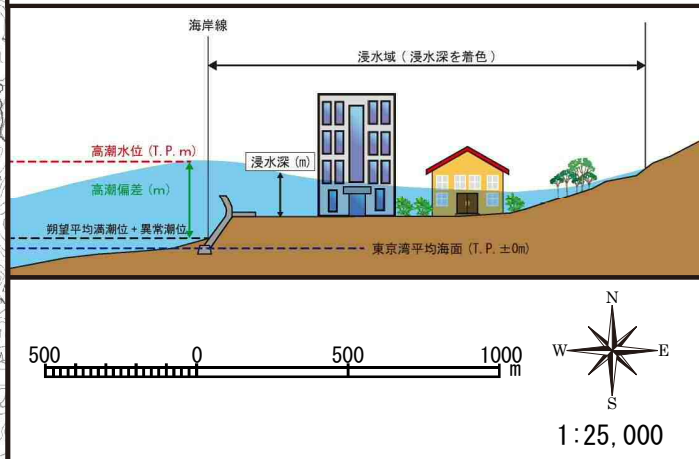 海岸線
浸水域 ( 浸水深を着色 )
高潮水位 (T. P. m)
浸水深 (m)
高潮偏差 (m)
朔望平均満潮位 + 異常潮位
東京湾平均海面 (T. P. ±0m)
500 0 500 1000
m
N
W E
S
1:25,000